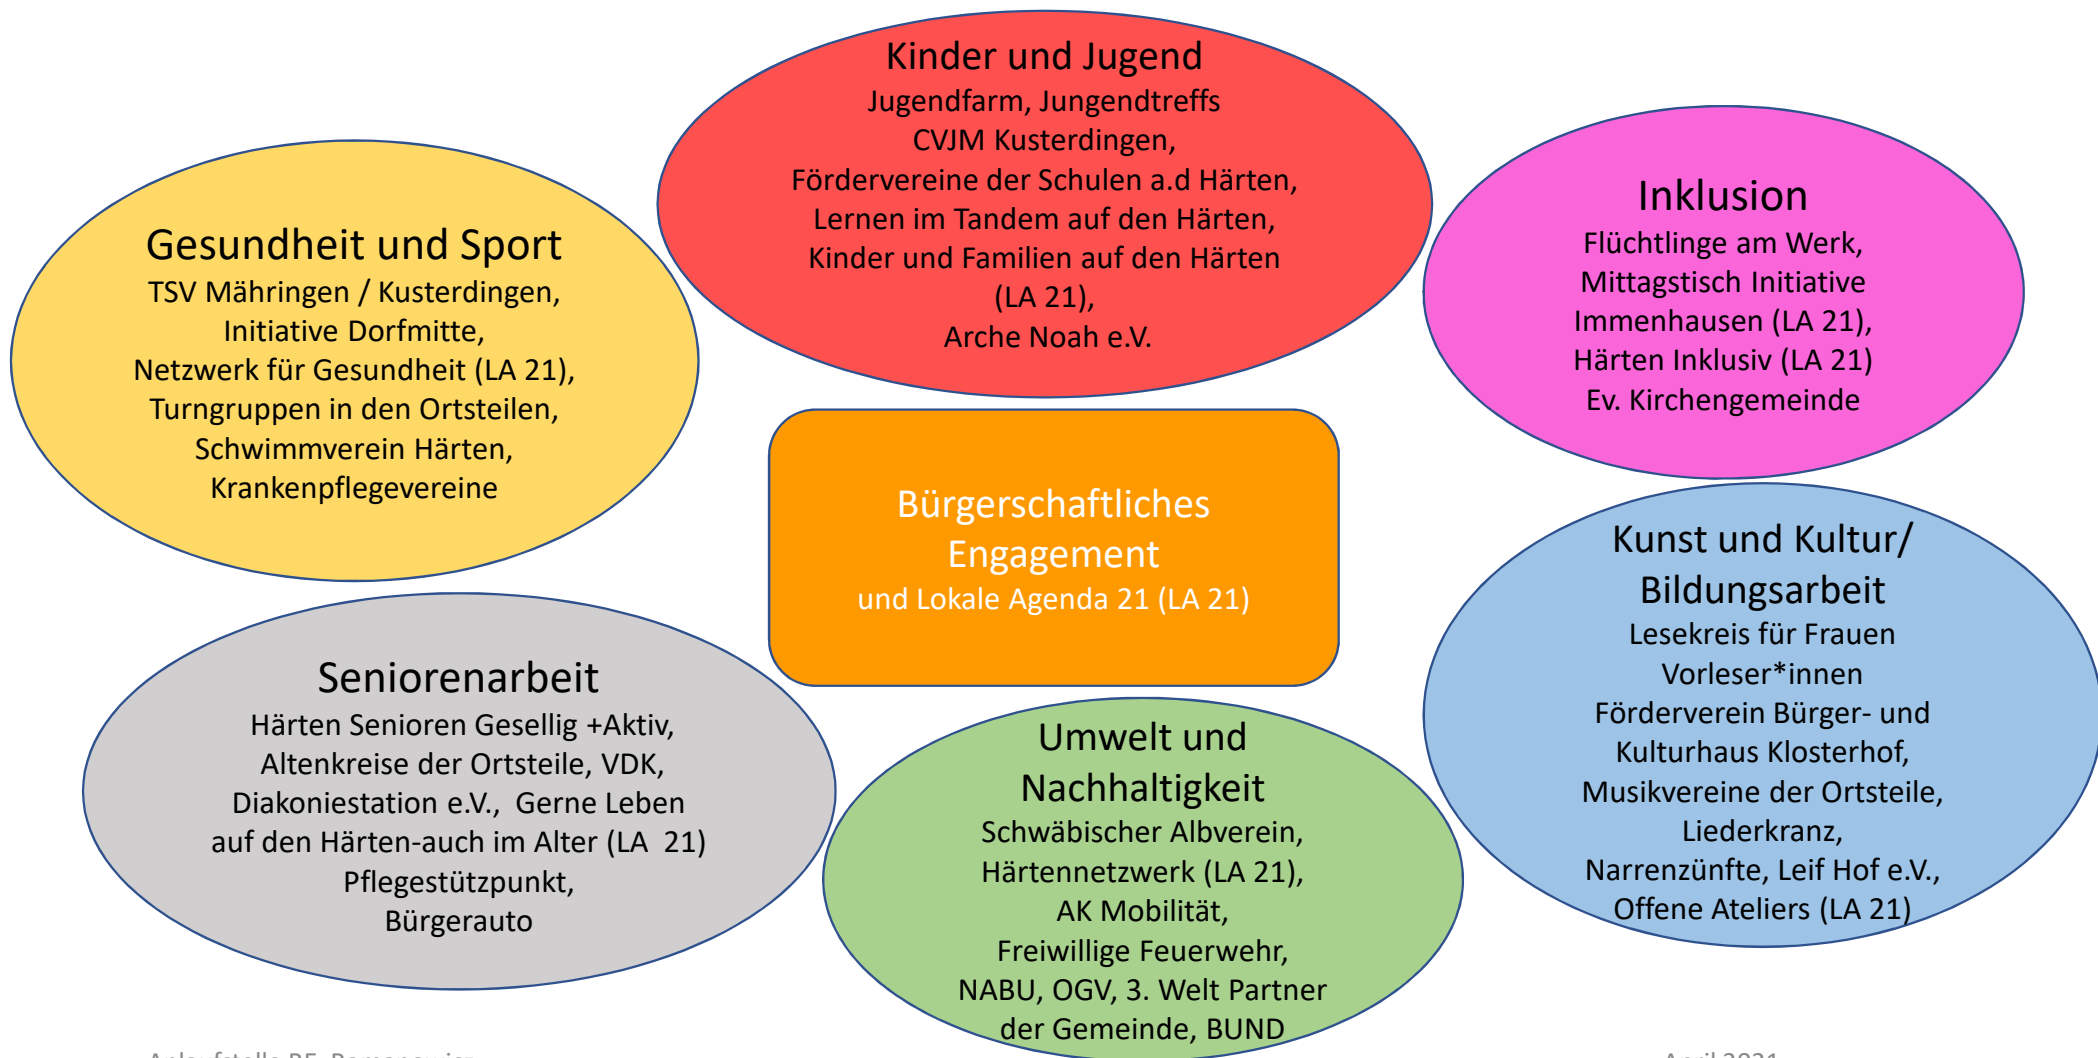 Kinder und Jugend
Jugendfarm, Jungendtreffs
CVJM Kusterdingen,
Fördervereine der Schulen a.d Härten,
Lernen im Tandem auf den Härten,
Kinder und Familien auf den Härten
(LA 21),
Arche Noah e.V.
Gesundheit und Sport
TSV Mähringen / Kusterdingen,
Initiative Dorfmitte,
Netzwerk für Gesundheit (LA 21),
Turngruppen in den Ortsteilen,
Schwimmverein Härten,
Krankenpflegevereine
Inklusion
Flüchtlinge am Werk,
Mittagstisch Initiative
Immenhausen (LA 21),
Härten Inklusiv (LA 21)
Ev. Kirchengemeinde
Bürgerschaftliches
Engagement
und Lokale Agenda 21 (LA 21)
Kunst und Kultur/
Bildungsarbeit
Lesekreis für Frauen
Vorleser*innen
Förderverein Bürger- und
Kulturhaus Klosterhof,
Musikvereine der Ortsteile,
Liederkranz,
Narrenzünfte, Leif Hof e.V.,
Offene Ateliers (LA 21)
Seniorenarbeit
Härten Senioren Gesellig +Aktiv,
Altenkreise der Ortsteile, VDK,
Diakoniestation e.V., Gerne Leben
auf den Härten-auch im Alter (LA 21)
Pflegestützpunkt,
Bürgerauto
Umwelt und
Nachhaltigkeit
Schwäbischer Albverein,
Härtennetzwerk (LA 21),
AK Mobilität,
Freiwillige Feuerwehr,
NABU, OGV, 3. Welt Partner
der Gemeinde, BUND
Anlaufstelle BE, Romanowicz
April 2021